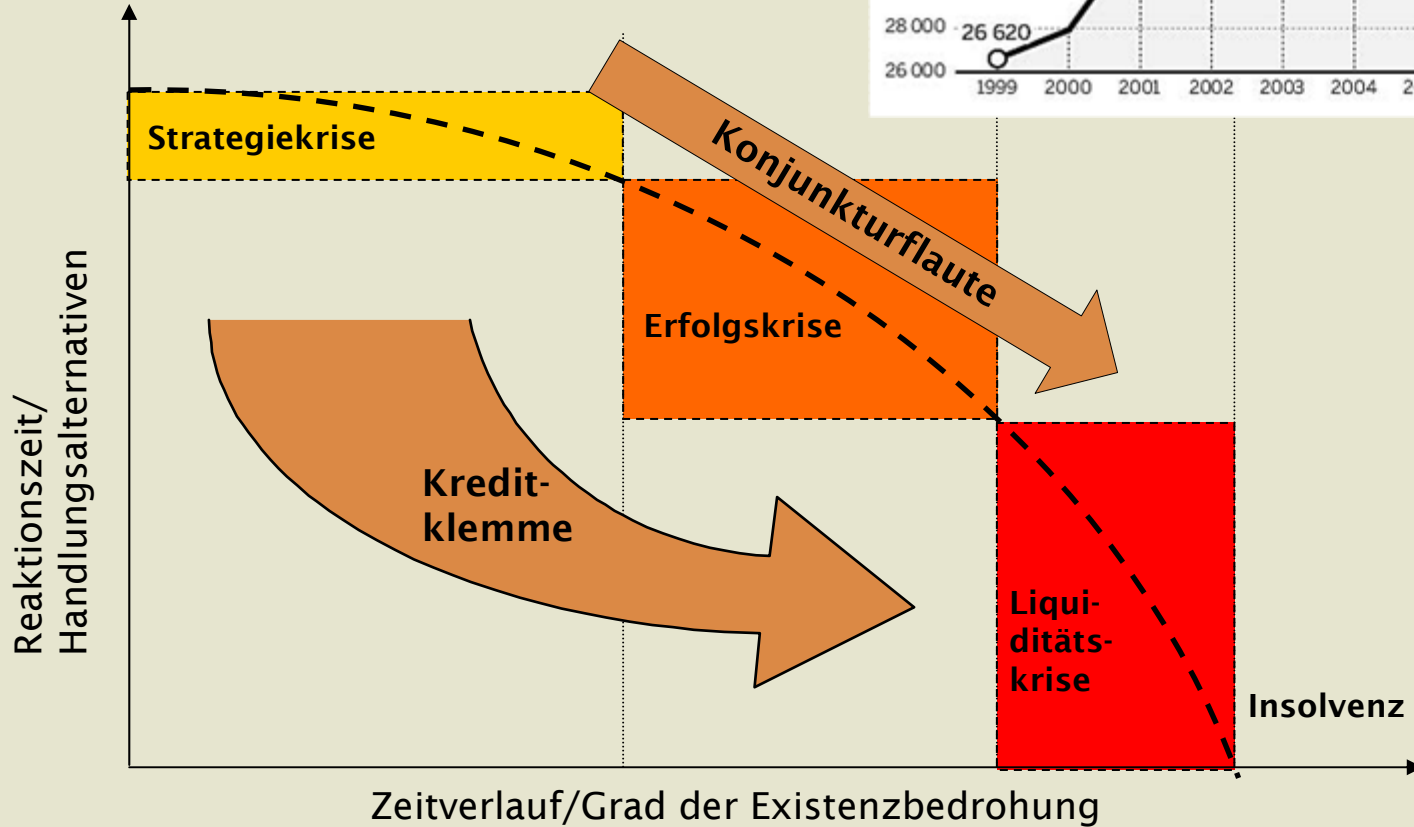 28 000
26 620
26 000
1999 2000 2001 2002 2003 2004
Strategiekrise
Konjunkturflaute
Erfolgskrise
Kredit-
klemme
Liqui-
ditäts-
krise
Insolvenz
Reaktionszeit/
Handlungsalternativen
Zeitverlauf/Grad der Existenzbedrohung